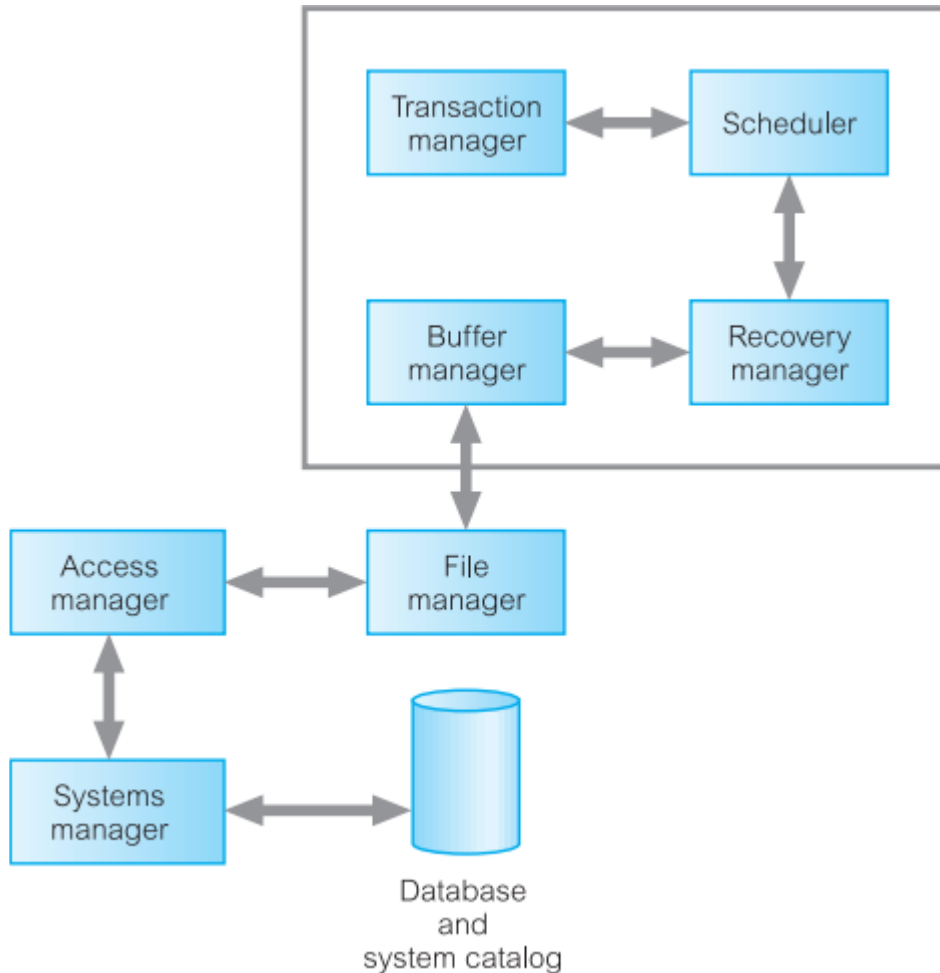 Transaction
manager
Scheduler
Buffer
manager
Recovery
manager
Access
manager
File
manager
Systems
manager
Database
and
system catalog